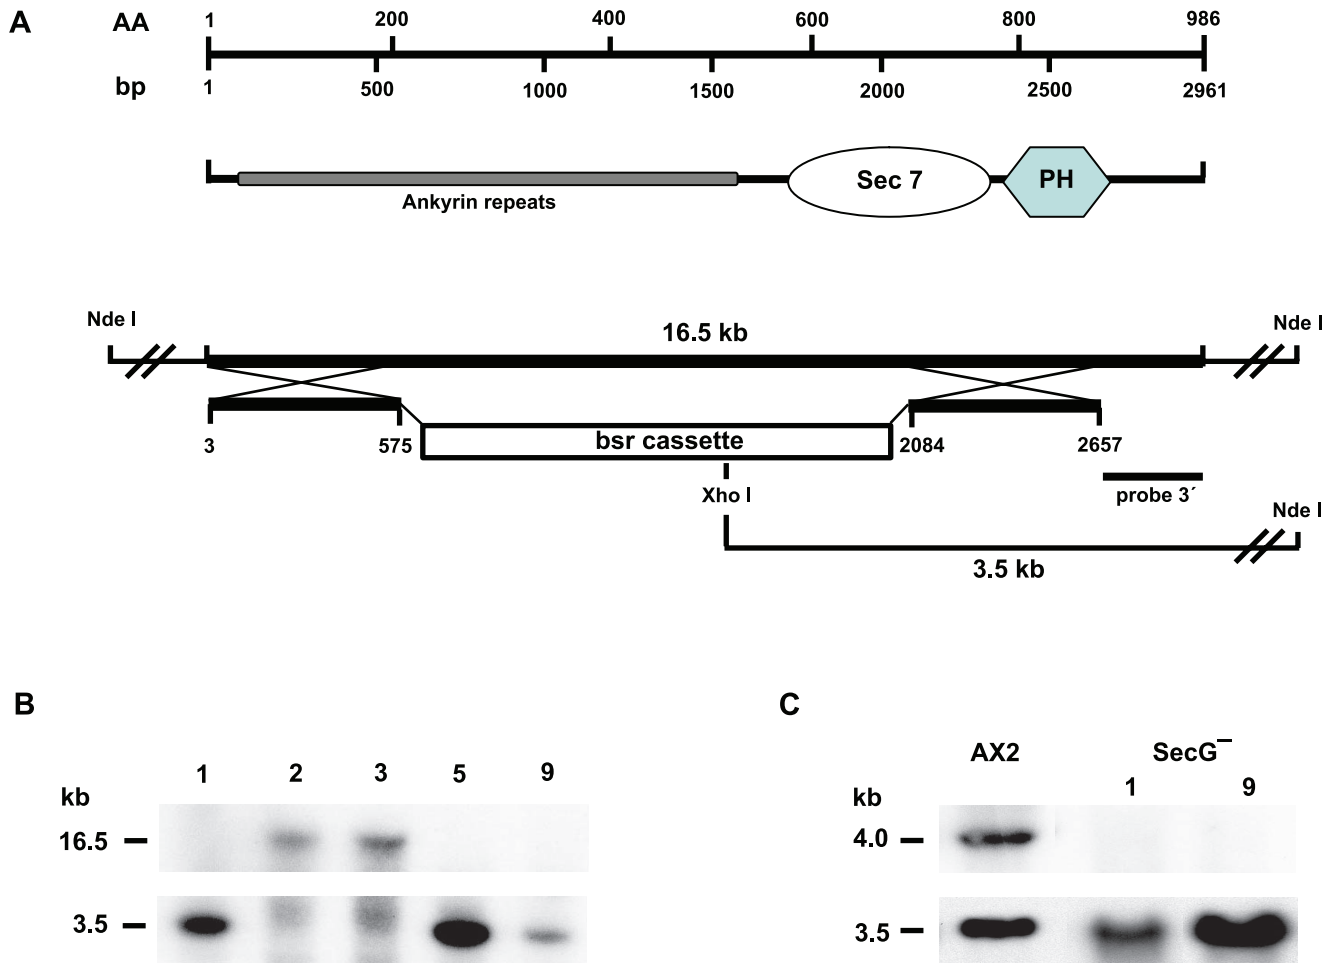 A
AA 1 200 400 600 800 986
bp 1 500 1000 1500 2000 2500 2961
Sec 7 PH
Ankyrin repeats
Nde I 16.5 kb Nde I
bsr cassette
3 575 2084 2657
Xho I probe 3´
Nde I
3.5 kb
B
1 2 3 5 9
kb
16.5
3.5
C
AX2 SecG–
1 9
kb
4.0
3.5